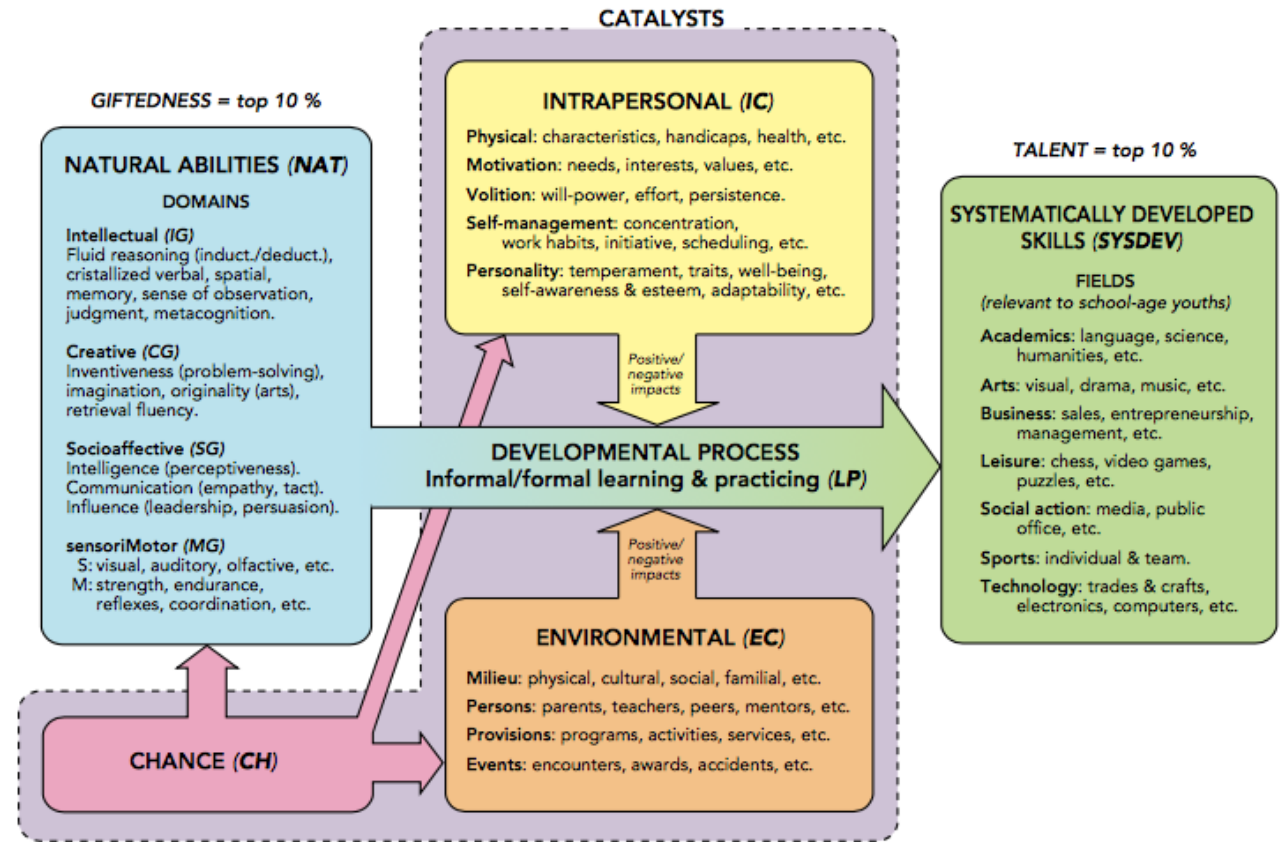 CATALYSTS
GIFTEDNESS = top 10 %
NATURAL ABILITIES (NAT)
DOMAINS
Intellectual (IG)
Fluid reasoning (induct./deduct.),
cristallized verbal, spatial,
memory, sense of observation,
judgment, metacognition.
Creative (CG)
Inventiveness (problem-solving),
imagination, originality (arts),
retrieval fluency.
Socioaffective (SG)
Intelligence (perceptiveness).
Communication (empathy, tact).
Influence (leadership, persuasion).
sensoriMotor (MG)
S: visual, auditory, olfactive, etc.
M: strength, endurance,
reflexes, coordination, etc.
INTRAPERSONAL (IC)
Physical: characteristics, handicaps, health, etc.
Motivation: needs, interests, values, etc.
Volition: will-power, effort, persistence.
Self-management: concentration,
work habits, initiative, scheduling, etc.
Personality: temperament, traits, well-being,
self-awareness & esteem, adaptability, etc.
Positive/
negative
impacts
DEVELOPMENTAL PROCESS
Informal/formal learning & practicing (LP)
Positive/
negative
impacts
ENVIRONMENTAL (EC)
Milieu: physical, cultural, social, familial, etc.
Persons: parents, teachers, peers, mentors, etc.
Provisions: programs, activities, services, etc.
Events: encounters, awards, accidents, etc.
CHANCE (CH)
TALENT = top 10 %
SYSTEMATICALLY DEVELOPED
SKILLS (SYSDEV)
FIELDS
(relevant to school-age youths)
Academics: language, science,
humanities, etc.
Arts: visual, drama, music, etc.
Business: sales, entrepreneurship,
management, etc.
Leisure: chess, video games,
puzzles, etc.
Social action: media, public
office, etc.
Sports: individual & team.
Technology: trades & crafts,
electronics, computers, etc.